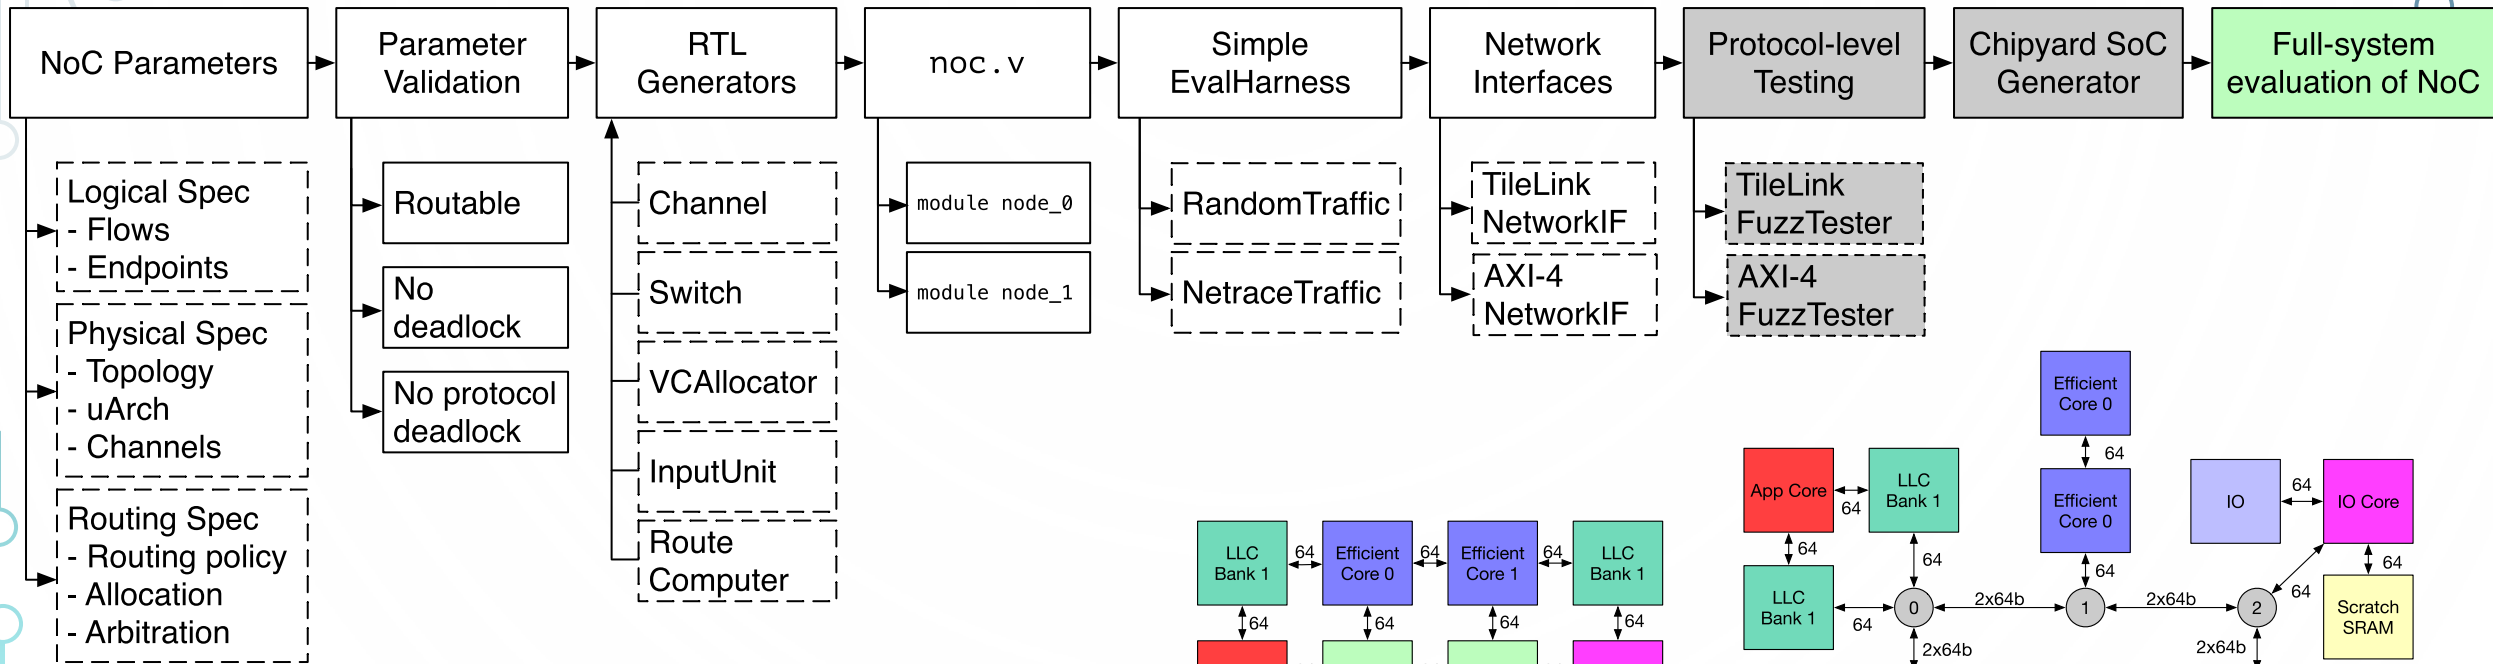 NoC Parameters
Parameter
Validation
RTL
Generators
noc.v
Simple
EvalHarness
Network
Interfaces
Protocol-level
Testing
Chipyard SoC
Generator
Full-system
evaluation of NoC
Logical Spec
- Flows
- Endpoints
Physical Spec
- Topology
- uArch
- Channels
Routing Spec
- Routing policy
- Allocation
- Arbitration
Routable
No
deadlock
No protocol
deadlock
Channel
Switch
VCAllocator
InputUnit
Route
Computer
module node_0
module node_1
RandomTraffic
NetraceTraffic
TileLink
NetworkIF
AXI-4
NetworkIF
TileLink
FuzzTester
AXI-4
FuzzTester
LLC
Bank 1
64
Efficient
Core 0
64
Efficient
Core 1
64
LLC
Bank 1
64
64
64
64
App Core
64
LLC
Bank 1
64
64
LLC
Bank 1
64
0
2x64b
2x64b
Efficient
Core 0
64
Efficient
Core 0
64
1
2x64b
IO
64
IO Core
64
64
2
2x64b
Scratch
SRAM